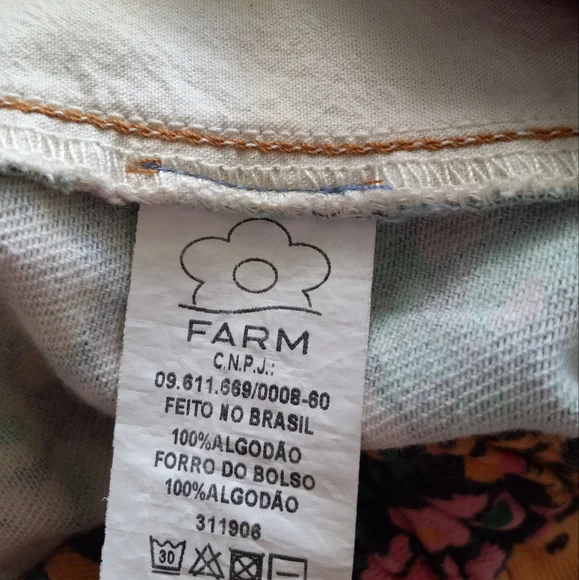 FARM
C.N.P.J.:
09.611.669/0008-60
FEITO NO BRASIL
100%ALGODÃO
FORRO DO BOLSO
100%ALGODÃO
311906
30